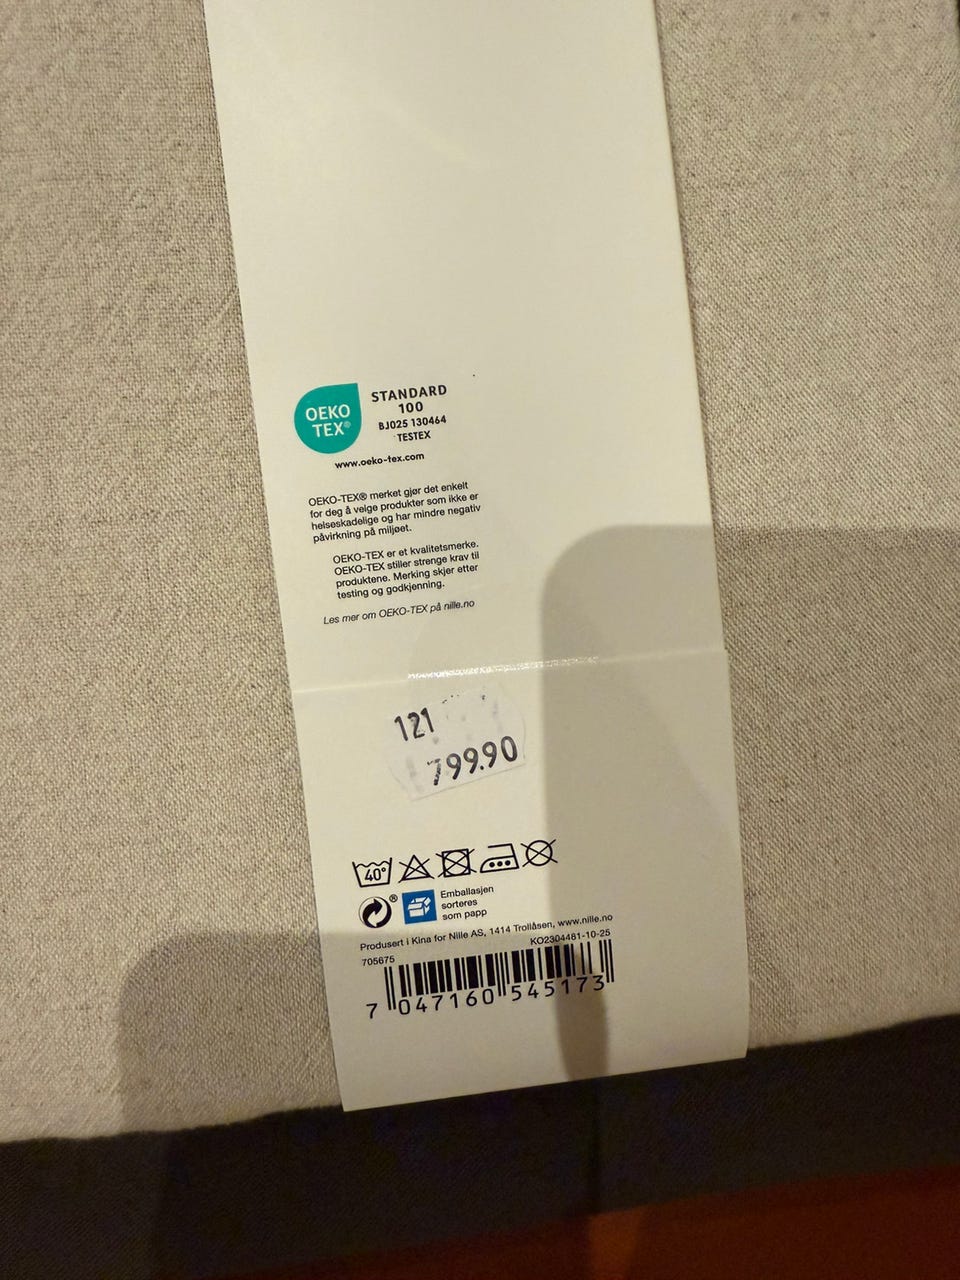 OEKO
TEX®
STANDARD
100
BJ025 130464
TESTEX
www.oeko-tex.com
OEKO-TEX® merket gjør det enkelt
for deg å velge produkter som ikke er
helseskadelige og har mindre negativ
påvirkning på miljøet.
OEKO-TEX er et kvalitetsmerke.
OEKO-TEX stiller strenge krav til
produktene. Merking skjer etter
testing og godkjenning.
Les mer om OEKO-TEX på nille.no
121
799.90
40°
®
Emballasjen
sorteres
som papp
Produsert i Kina for Nille AS, 1414 Trollåsen, www.nille.no
705675
KO2304481-10-25
7 047160 545173